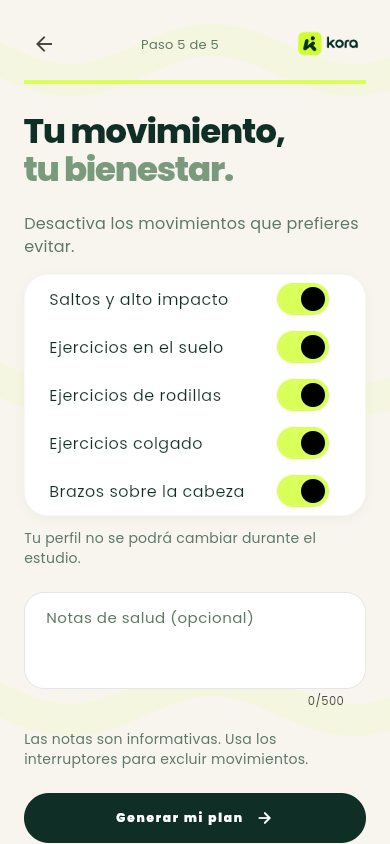 Paso 5 de 5
kora
Tu movimiento,
tu bienestar.
Desactiva los movimientos que prefieres
evitar.
Saltos y alto impacto
Ejercicios en el suelo
Ejercicios de rodillas
Ejercicios colgado
Brazos sobre la cabeza
Tu perfil no se podrá cambiar durante el
estudio.
Notas de salud (opcional)
0/500
Las notas son informativas. Usa los
interruptores para excluir movimientos.
Generar mi plan